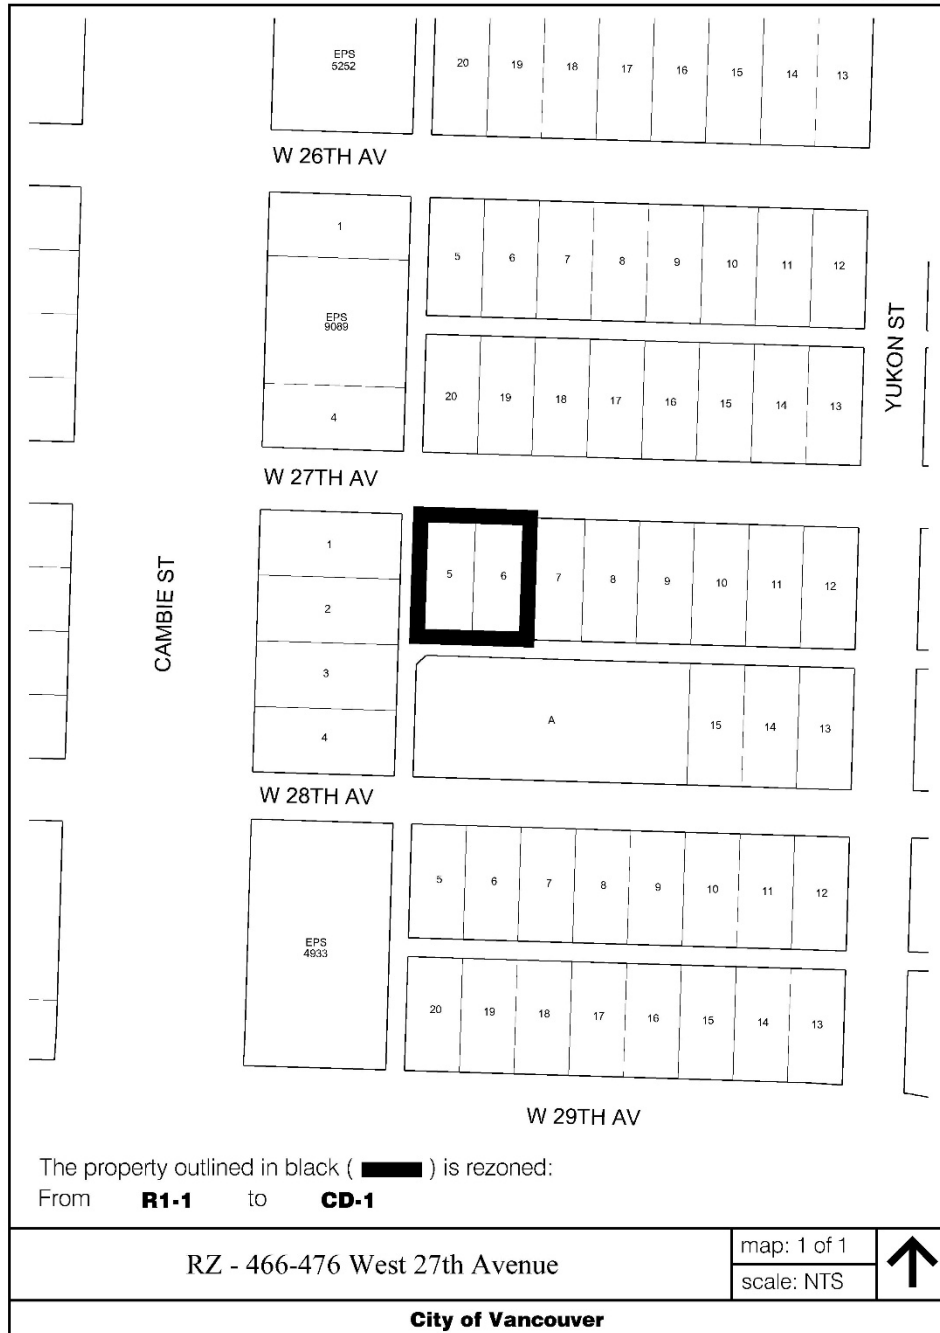 EPS
5252
20 19 18 17 16 15 14 13
W 26TH AV
1
EPS
9089
4
5 6 7 8 9 10 11 12
20 19 18 17 16 15 14 13
YUKON ST
W 27TH AV
CAMBIE ST
1
2
3
4
5 6 7 8 9 10 11 12
A 15 14 13
W 28TH AV
EPS
4933
5 6 7 8 9 10 11 12
20 19 18 17 16 15 14 13
W 29TH AV
The property outlined in black ( ) is rezoned:
From R1-1 to CD-1
RZ - 466-476 West 27th Avenue
map: 1 of 1
scale: NTS
City of Vancouver